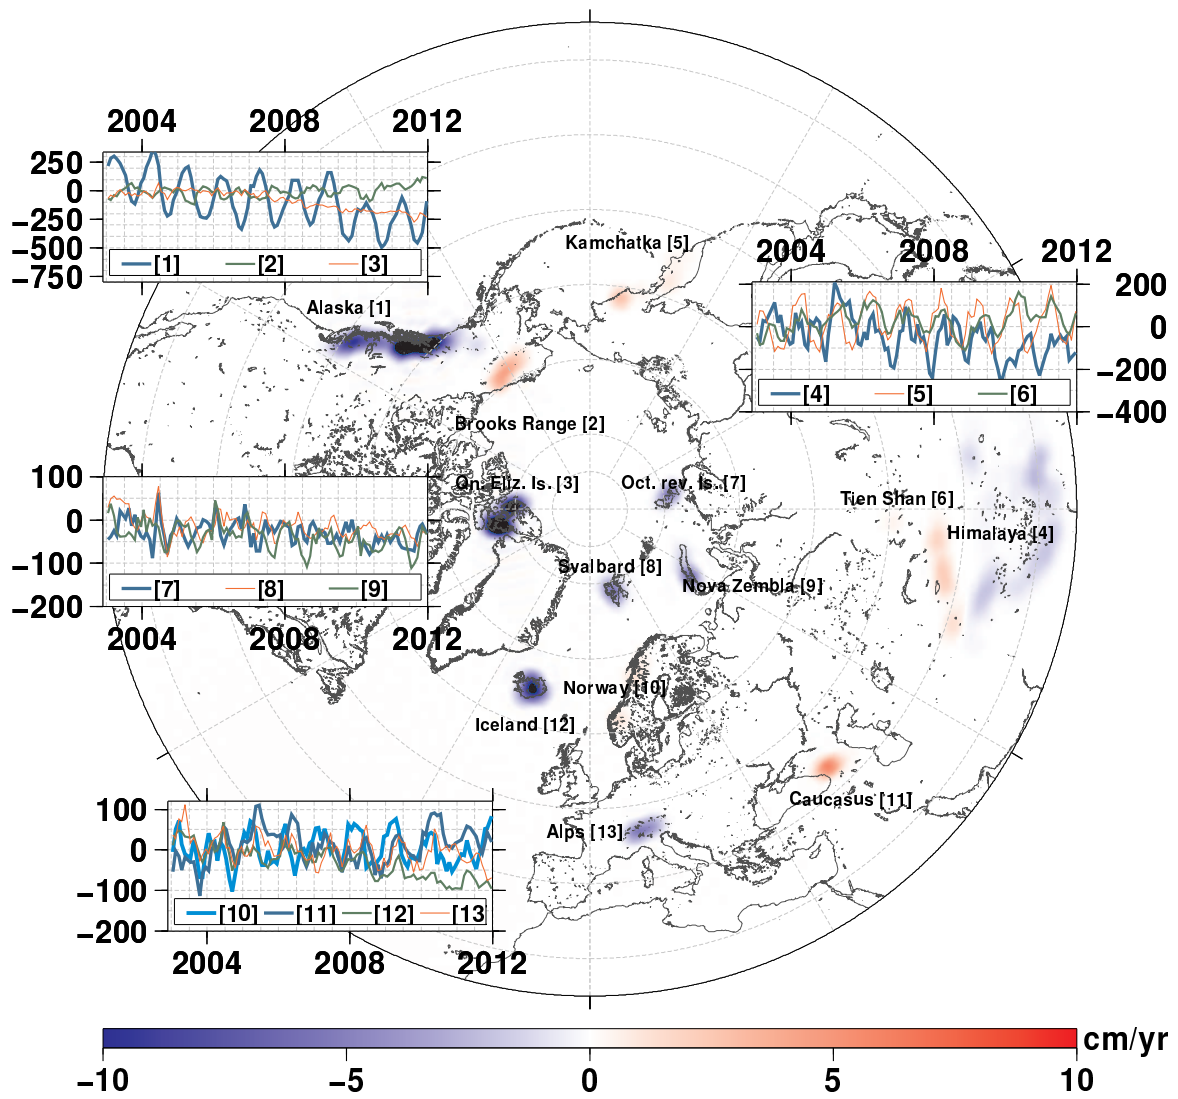 2004 2008 2012
250
0
−250
−500
−750
[1] [2] [3]
Kamchatka [5]
2004 2008 2012
200
0
−200
−400
[4] [5] [6]
Alaska [1]
Brooks Range [2]
Qn. Eliz. Is. [3]
Oct. rev. Is. [7]
Tien Shan [6]
Himalaya [4]
100
0
−100
−200
[7] [8] [9]
2004 2008 2012
Svalbard [8]
Nova Zembla [9]
Norway [10]
Iceland [12]
Caucasus [11]
Alps [13]
100
0
−100
−200
[10] [11] [12] [13
2004 2008 2012
cm/yr
−10 −5 0 5 10